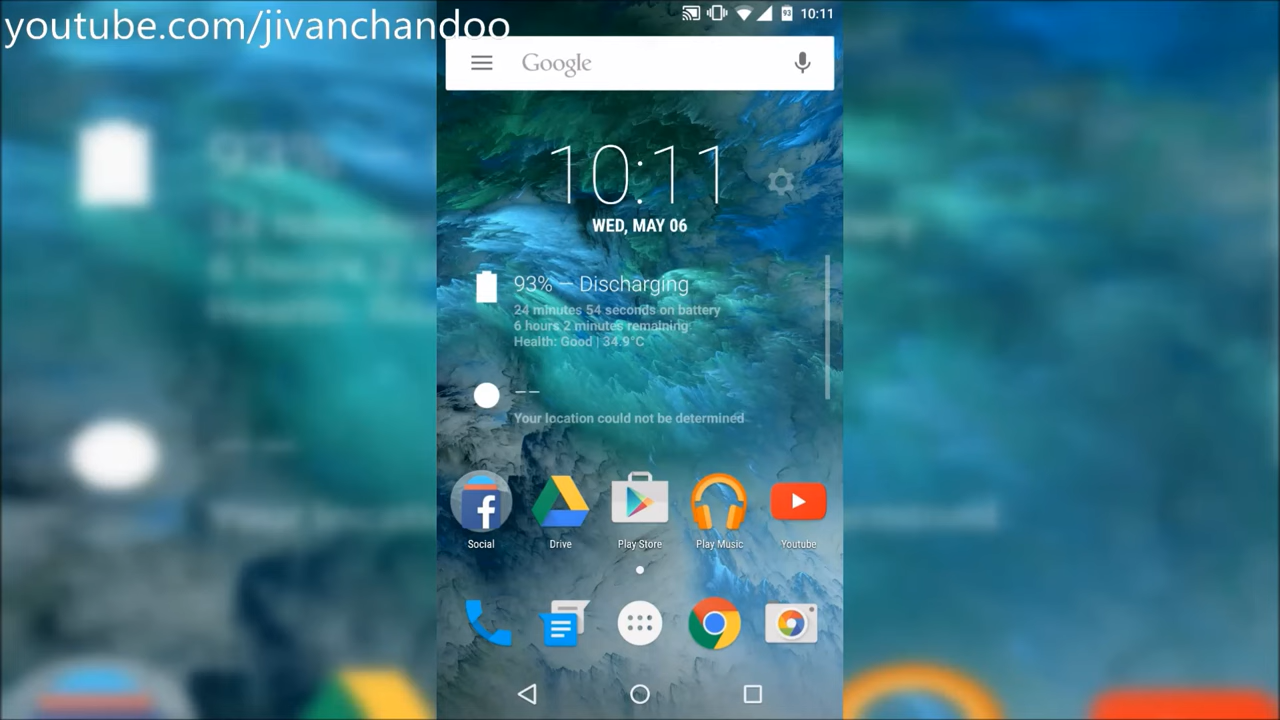 youtube.com/jivanchandoo
93 10:11
Google
10:11
WED, MAY 06
93% — Discharging
24 minutes 54 seconds on battery
6 hours 2 minutes remaining
Health: Good | 34.9°C
——
Your location could not be determined
Social Drive Play Store Play Music Youtube